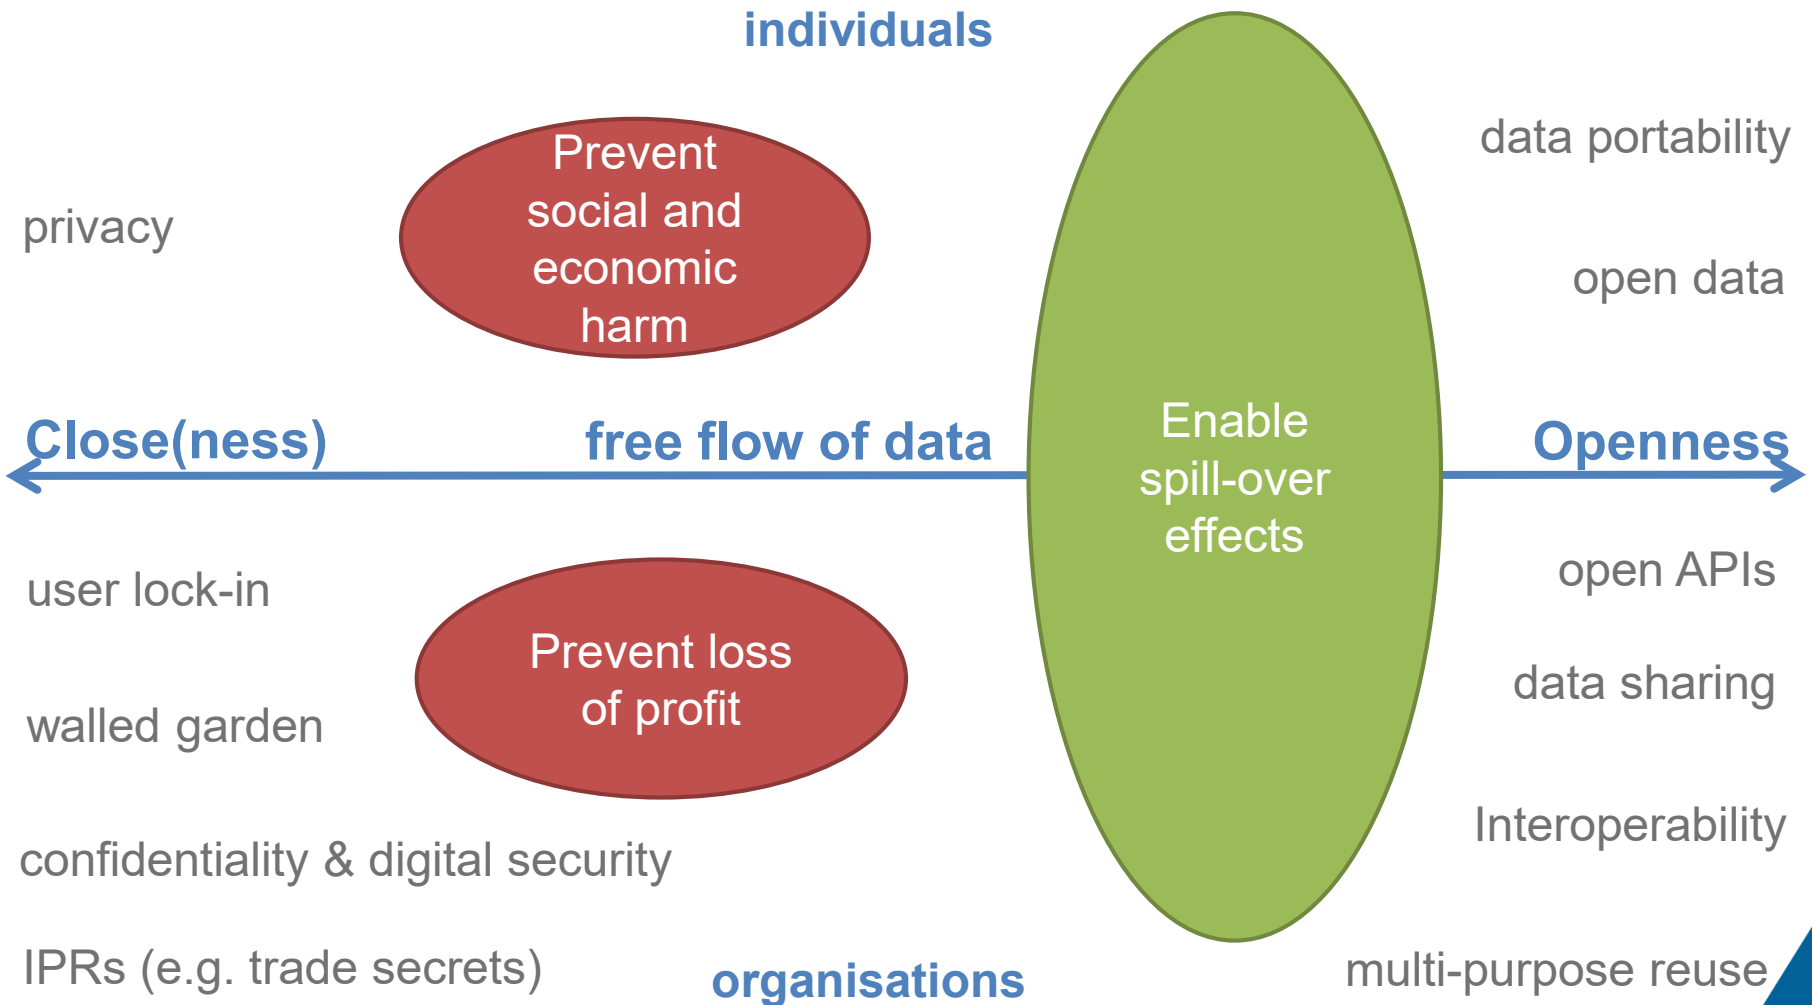 individuals
Prevent
social and
economic
harm
privacy
data portability
open data
Close(ness)
free flow of data
Enable
spill-over
effects
Openness
user lock-in
walled garden
Prevent loss
of profit
open APIs
data sharing
Interoperability
confidentiality & digital security
IPRs (e.g. trade secrets)
organisations
multi-purpose reuse